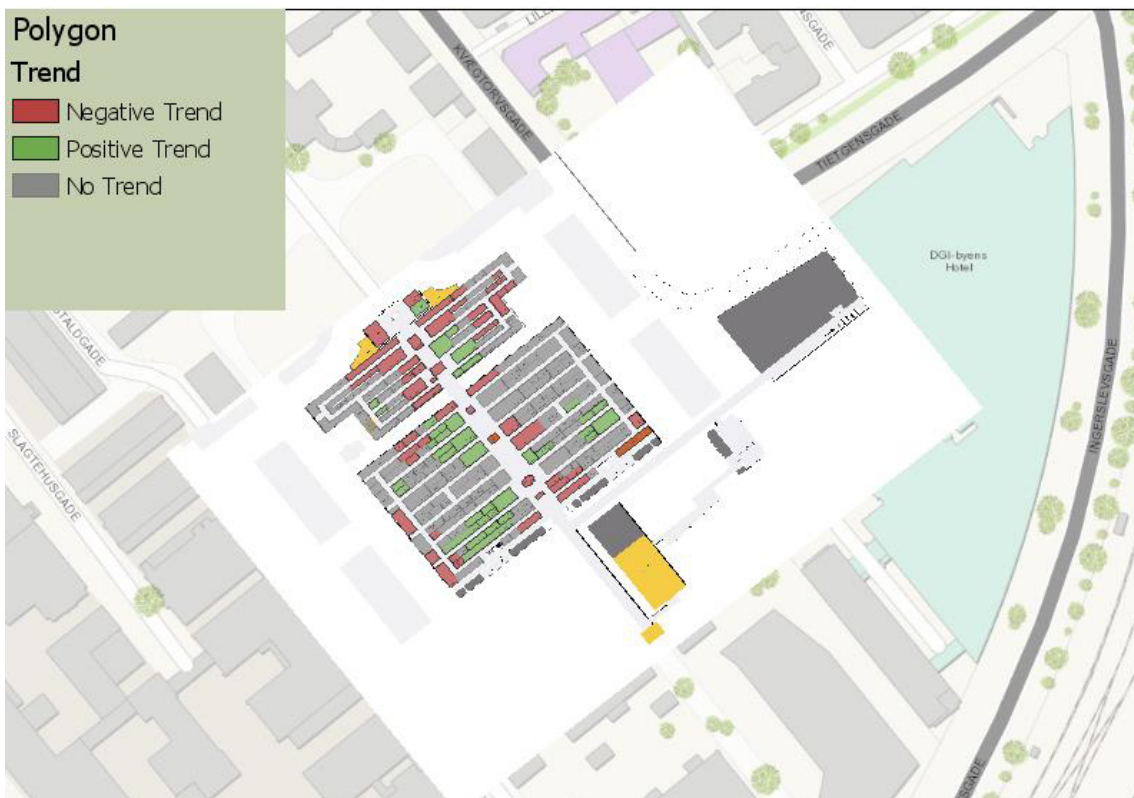 Polygon
Trend
Negative Trend
Positive Trend
No Trend
KVÆGTORVSGADE
TIETGENSGADE
DGI-byens
Hotel
INGERSLEVSGADE
SLAGTEHUSGADE